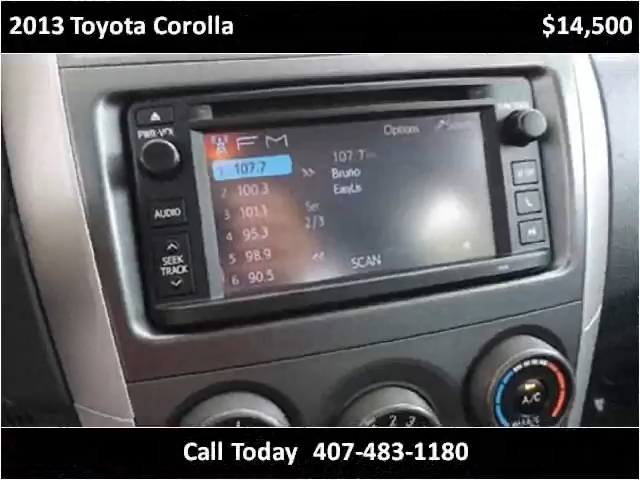 2013 Toyota Corolla $14,500
PWR·VOL
FM
Options
1 107.7
107.7
2 100.3
Bruno
EasyLis
3 101.1
Set
2/3
4 95.3
5 98.9
6 90.5
SCAN
AUDIO
SEEK
TRACK
A/C
Call Today 407-483-1180